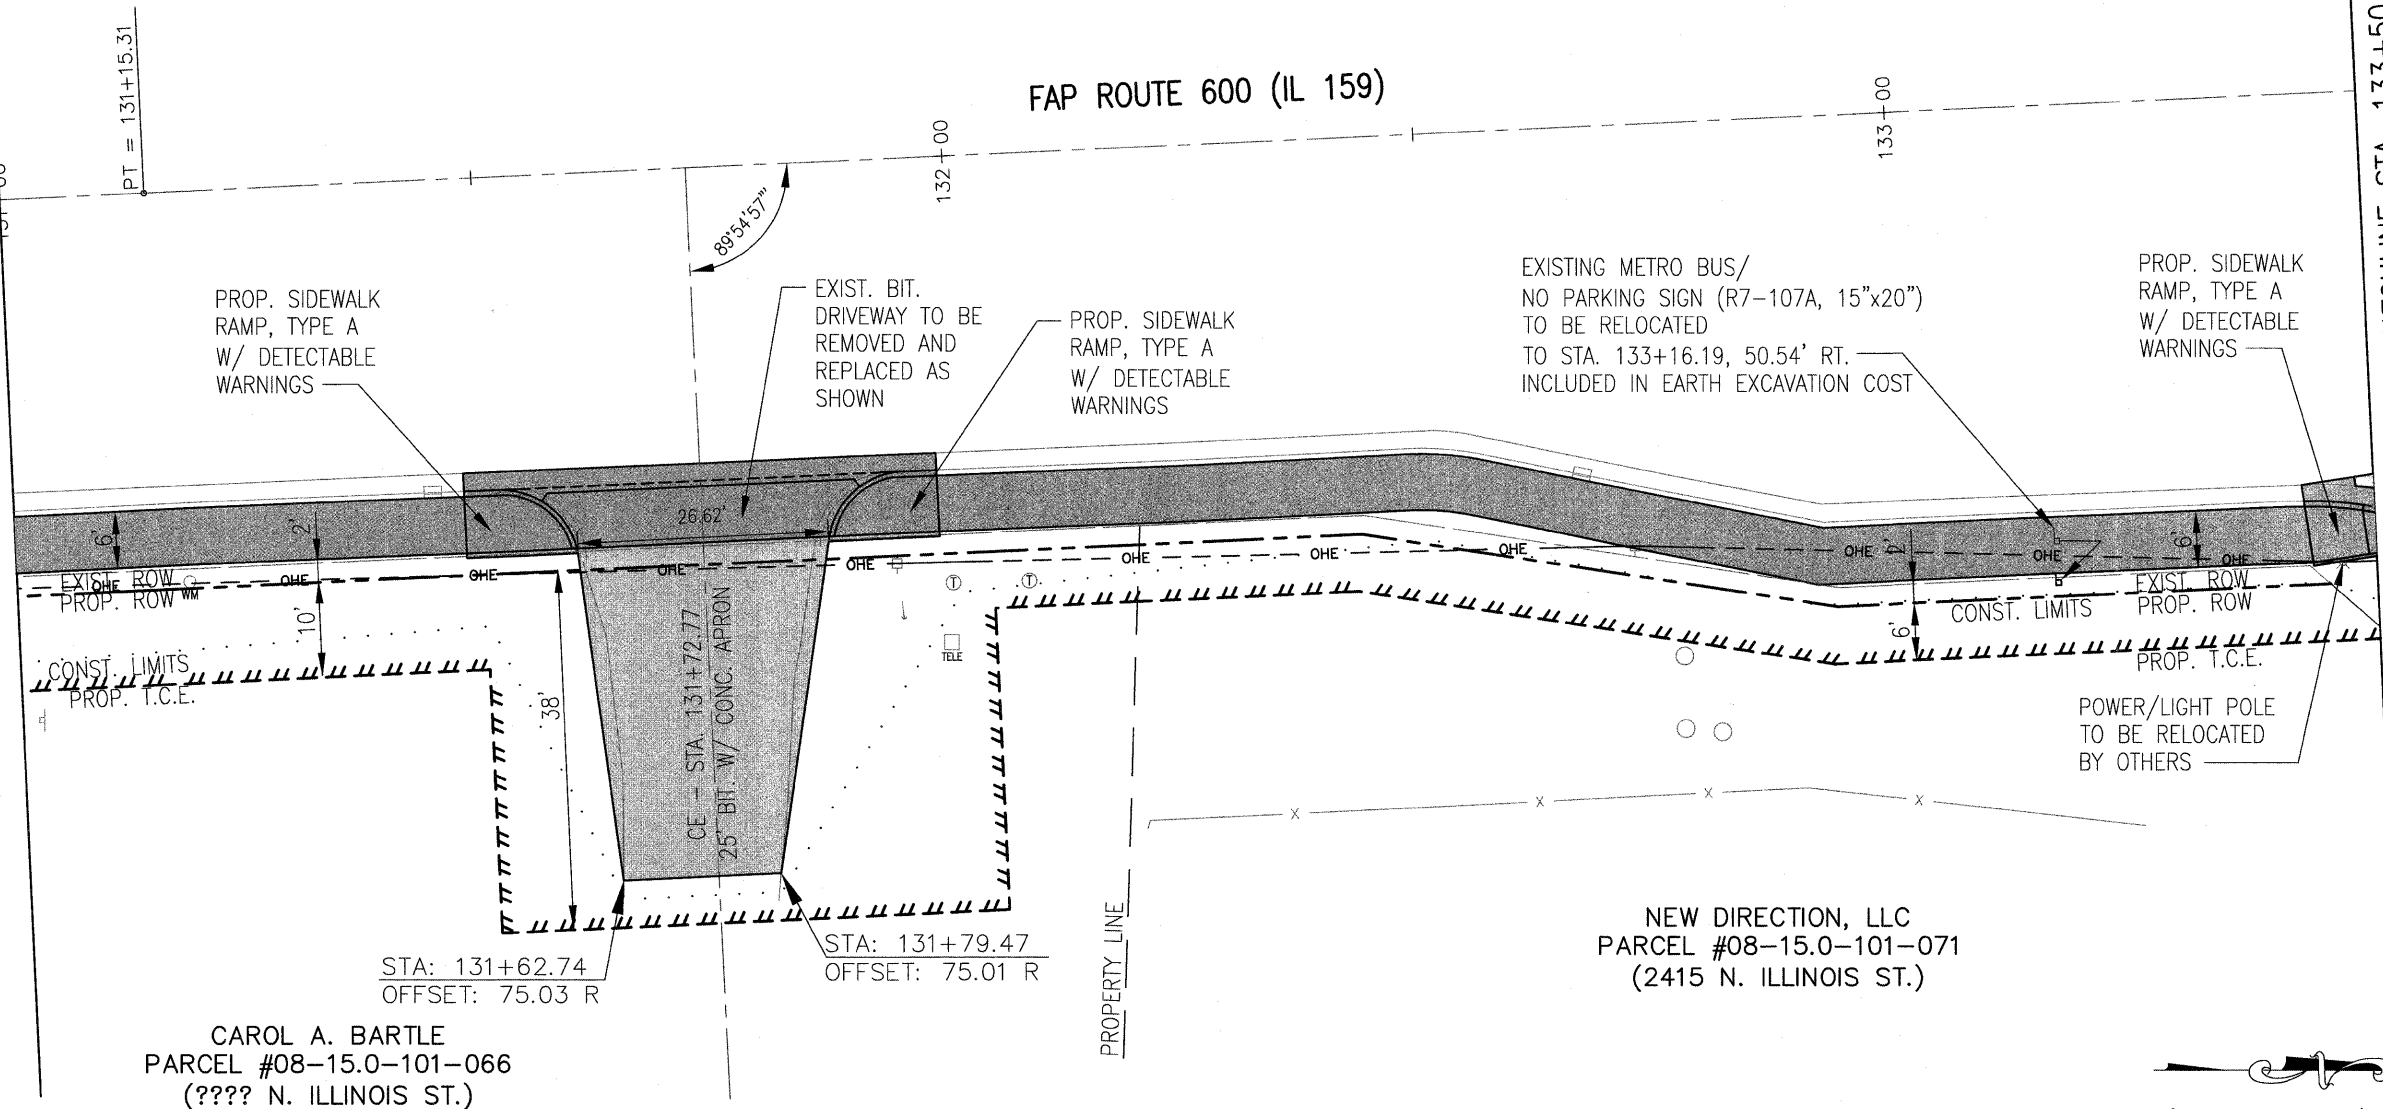 PT = 131+15.31
FAP ROUTE 600 (IL 159)
132+00
133+00
89°54'57""
PROP. SIDEWALK
RAMP, TYPE A
W/ DETECTABLE
WARNINGS
EXIST. BIT.
DRIVEWAY TO BE
REMOVED AND
REPLACED AS
SHOWN
PROP. SIDEWALK
RAMP, TYPE A
W/ DETECTABLE
WARNINGS
EXISTING METRO BUS/
NO PARKING SIGN (R7-107A, 15"x20")
TO BE RELOCATED
TO STA. 133+16.19, 50.54' RT.
INCLUDED IN EARTH EXCAVATION COST
PROP. SIDEWALK
RAMP, TYPE A
W/ DETECTABLE
WARNINGS
STA. 133+50
26.62'
6'
2'
10'
38'
2'
6'
6'
EXIST. ROW
PROP. ROW
WM
OHE
OHE
OHE
OHE
OHE
OHE
OHE
OHE
OHE
OHE
OHE
T
T
TELE
CONST. LIMITS
PROP. T.C.E.
CE - STA. 131+72.77
25' BIT. W/ CONC. APRON
CONST. LIMITS
EXIST. ROW
PROP. ROW
PROP. T.C.E.
POWER/LIGHT POLE
TO BE RELOCATED
BY OTHERS
X
X
X
X
PROPERTY LINE
STA: 131+62.74
OFFSET: 75.03 R
STA: 131+79.47
OFFSET: 75.01 R
NEW DIRECTION, LLC
PARCEL #08-15.0-101-071
(2415 N. ILLINOIS ST.)
CAROL A. BARTLE
PARCEL #08-15.0-101-066
(???? N. ILLINOIS ST.)